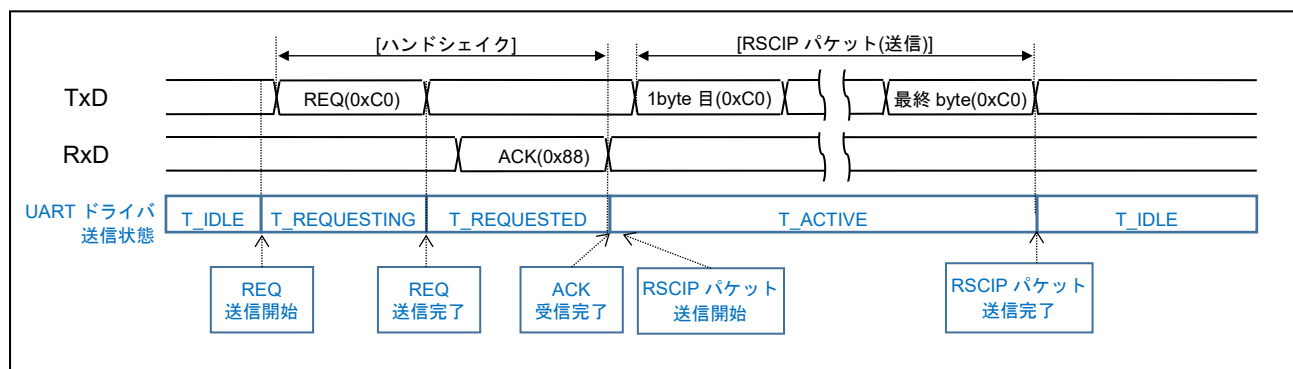 [ハンドシェイク]
[RSCIP パケット(送信)]
TxD
REQ(0xC0)
1byte 目(0xC0)
最終 byte(0xC0)
RxD
ACK(0x88)
UART ドライバ
送信状態
T_IDLE
T_REQUESTING
T_REQUESTED
T_ACTIVE
T_IDLE
REQ
送信開始
REQ
送信完了
ACK
受信完了
RSCIP パケット
送信開始
RSCIP パケット
送信完了